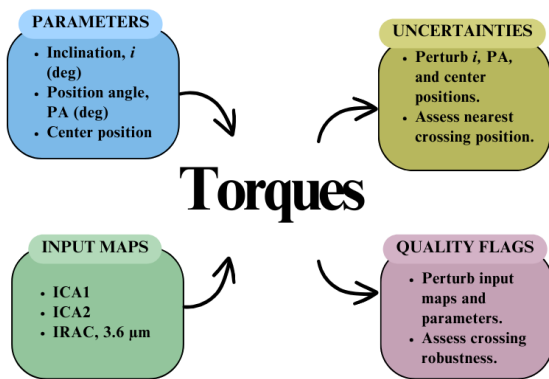 PARAMETERS
• Inclination, i
(deg)
• Position angle,
PA (deg)
• Center position
UNCERTAINTIES
• Perturb i, PA,
and center
positions.
• Assess nearest
crossing position.
Torques
INPUT MAPS
• ICA1
• ICA2
• IRAC, 3.6 µm
QUALITY FLAGS
• Perturb input
maps and
parameters.
• Assess crossing
robustness.